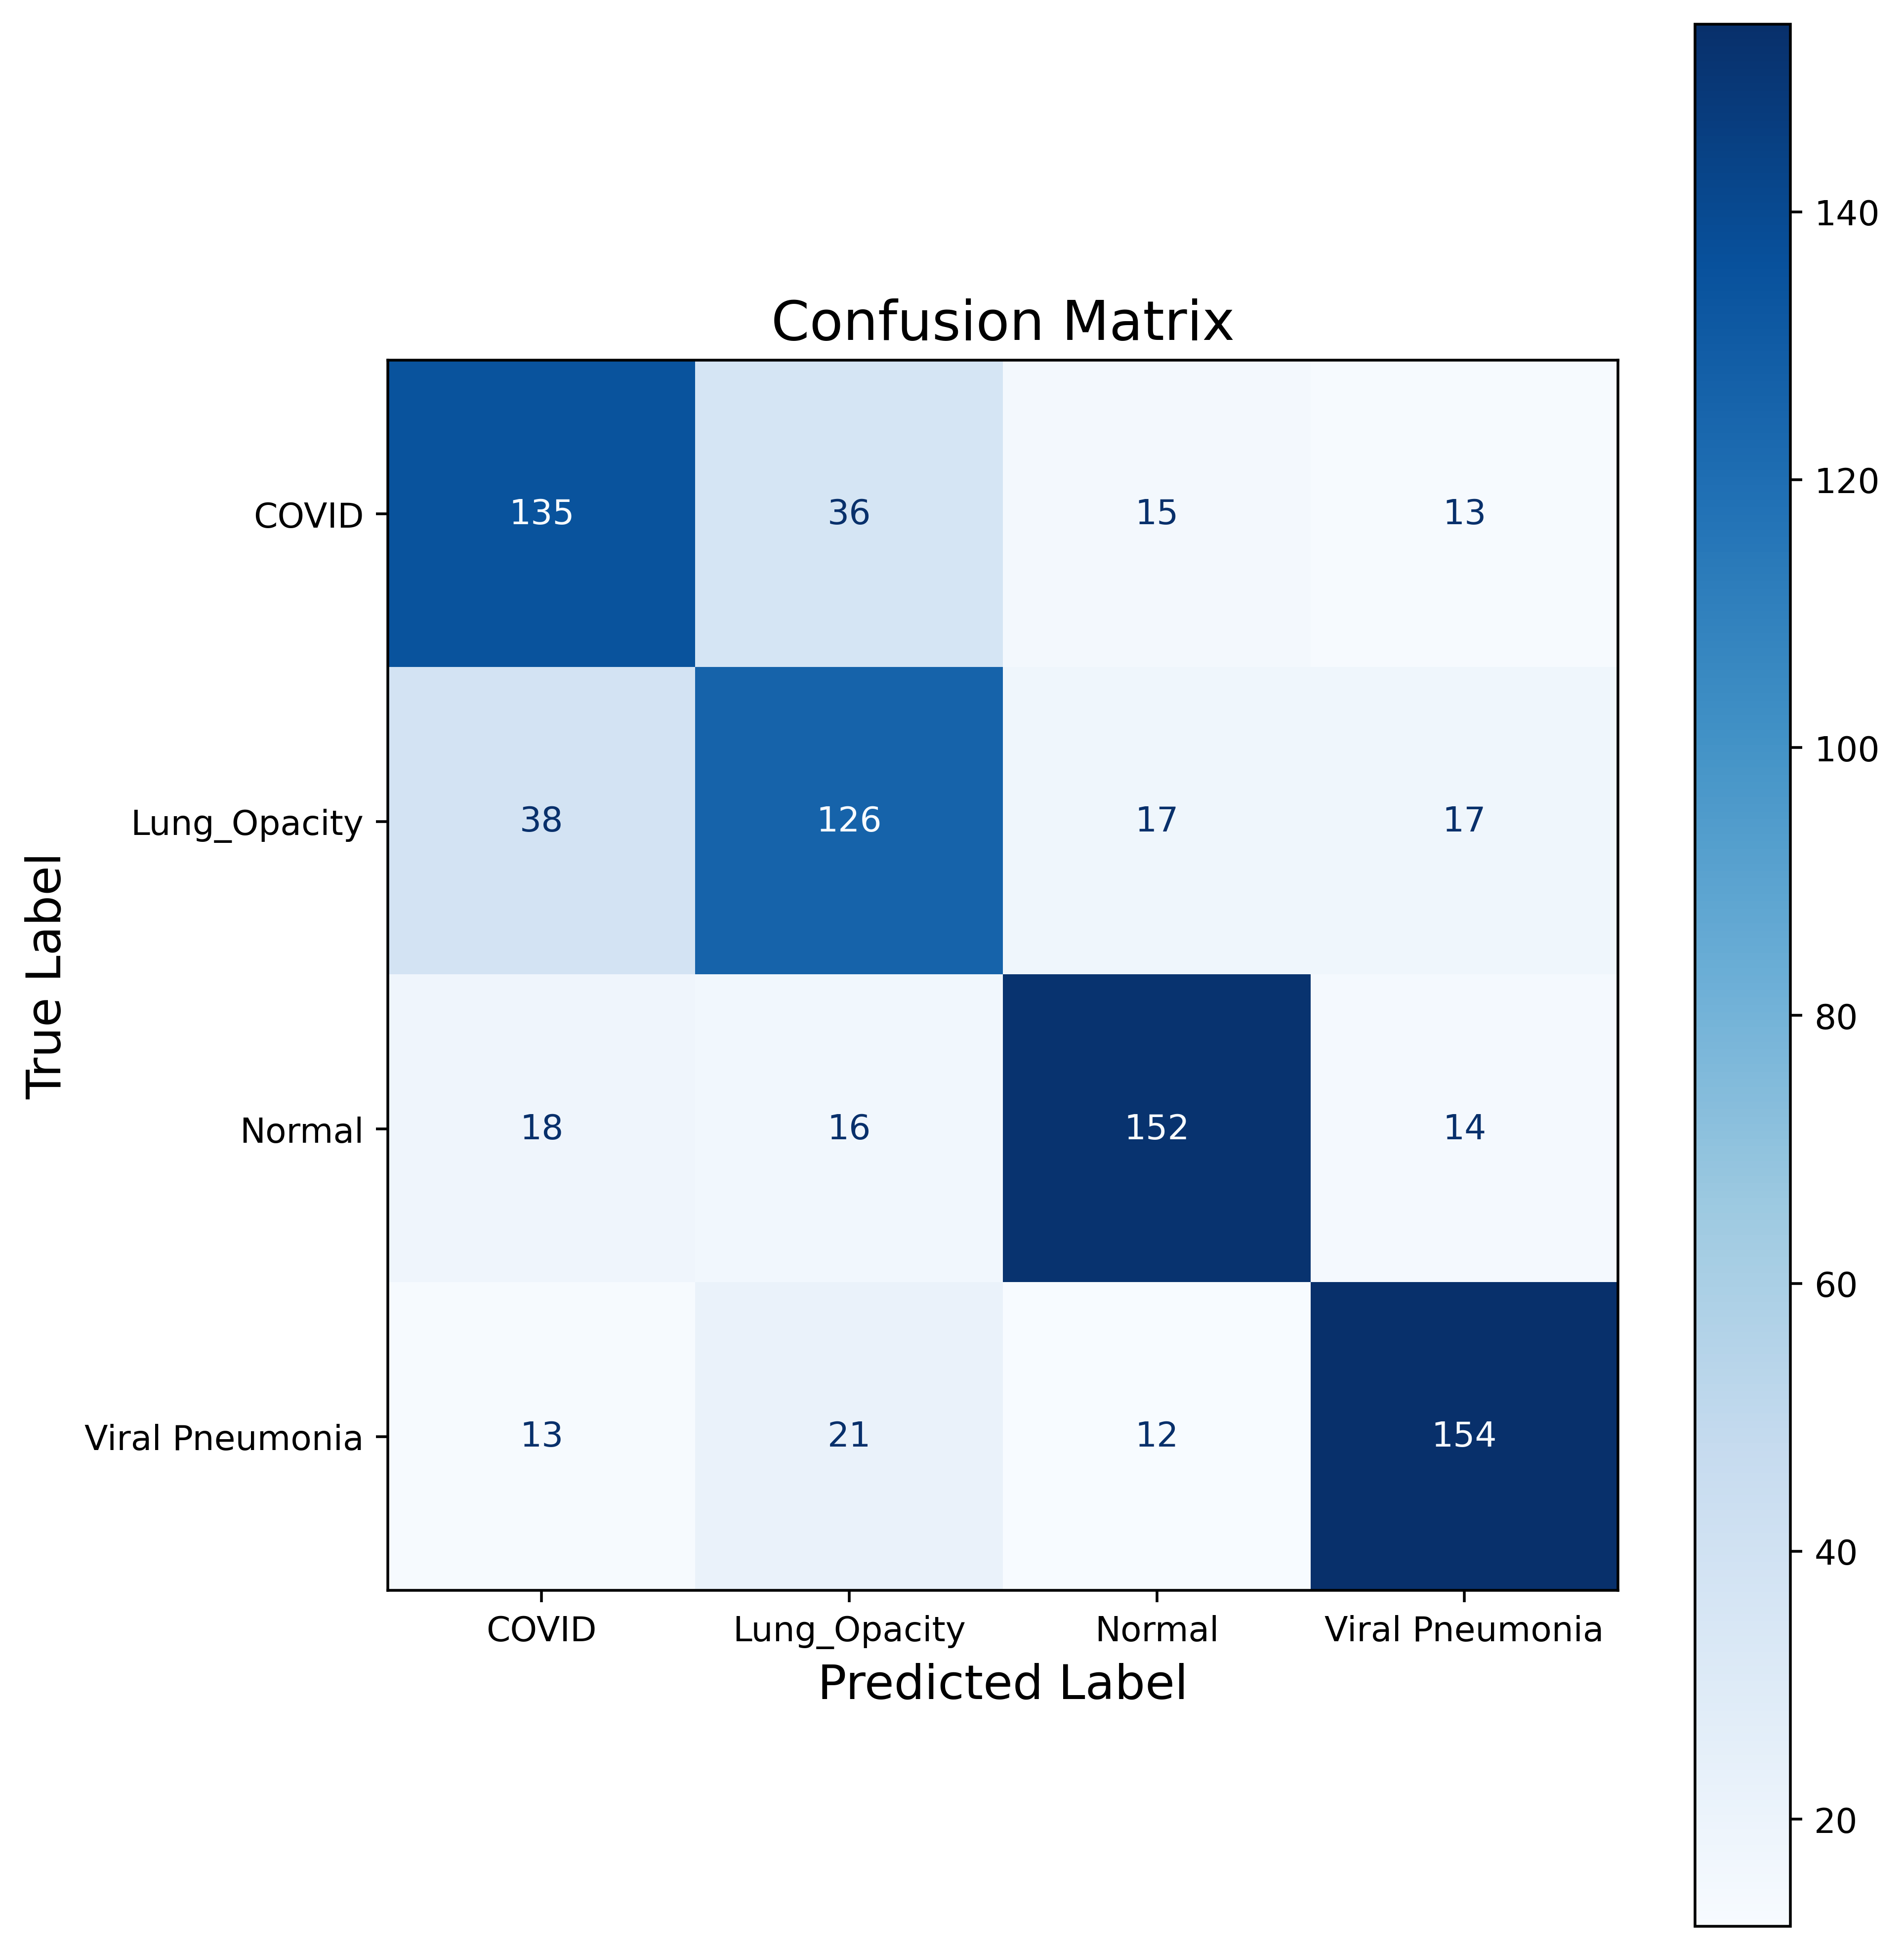 Confusion Matrix
True Label
COVID 135 36 15 13
Lung_Opacity 38 126 17 17
Normal 18 16 152 14
Viral Pneumonia 13 21 12 154
COVID Lung_Opacity Normal Viral Pneumonia
Predicted Label
140
120
100
80
60
40
20